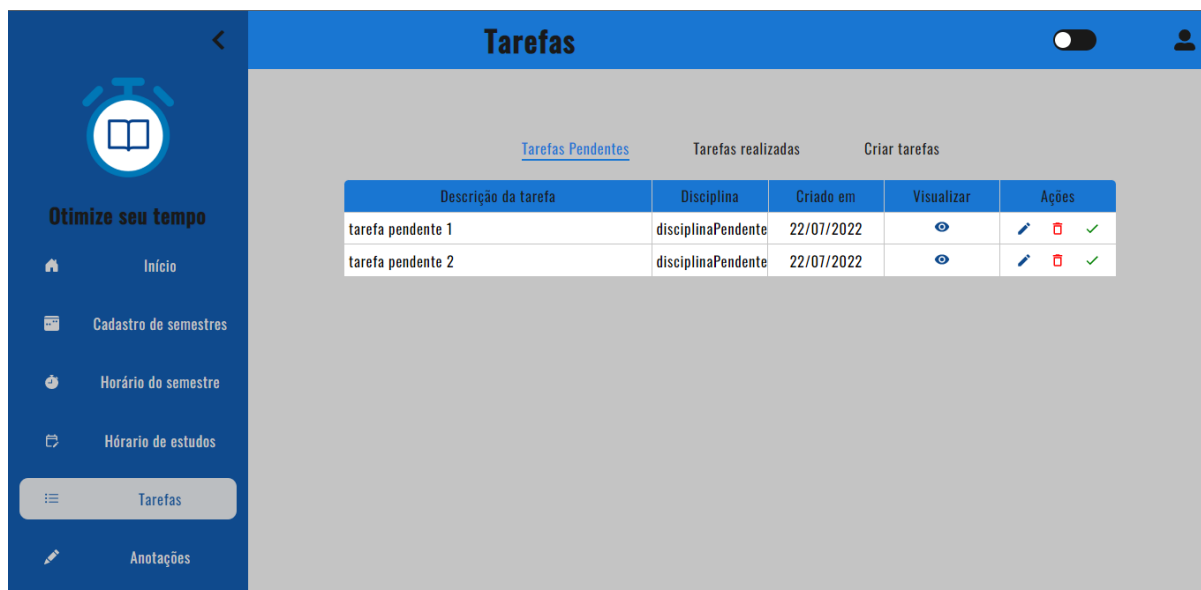 Tarefas
Otimize seu tempo
Início
Cadastro de semestres
Horário do semestre
Hórario de estudos
Tarefas
Anotações
Tarefas Pendentes Tarefas realizadas Criar tarefas
Descrição da tarefa Disciplina Criado em Visualizar Ações
tarefa pendente 1 disciplinaPendente 22/07/2022
tarefa pendente 2 disciplinaPendente 22/07/2022